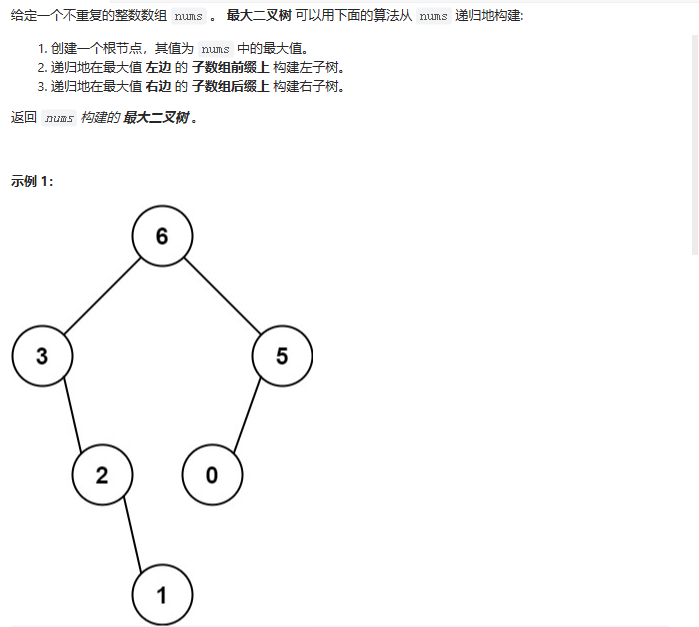 给定一个不重复的整数数组 nums 。 最大二叉树 可以用下面的算法从 nums 递归地构建:
1. 创建一个根节点，其值为 nums 中的最大值。
2. 递归地在最大值 左边 的 子数组前缀上 构建左子树。
3. 递归地在最大值 右边 的 子数组后缀上 构建右子树。
返回 nums 构建的 最大二叉树 。
示例 1：
6
3 5
2 0
1